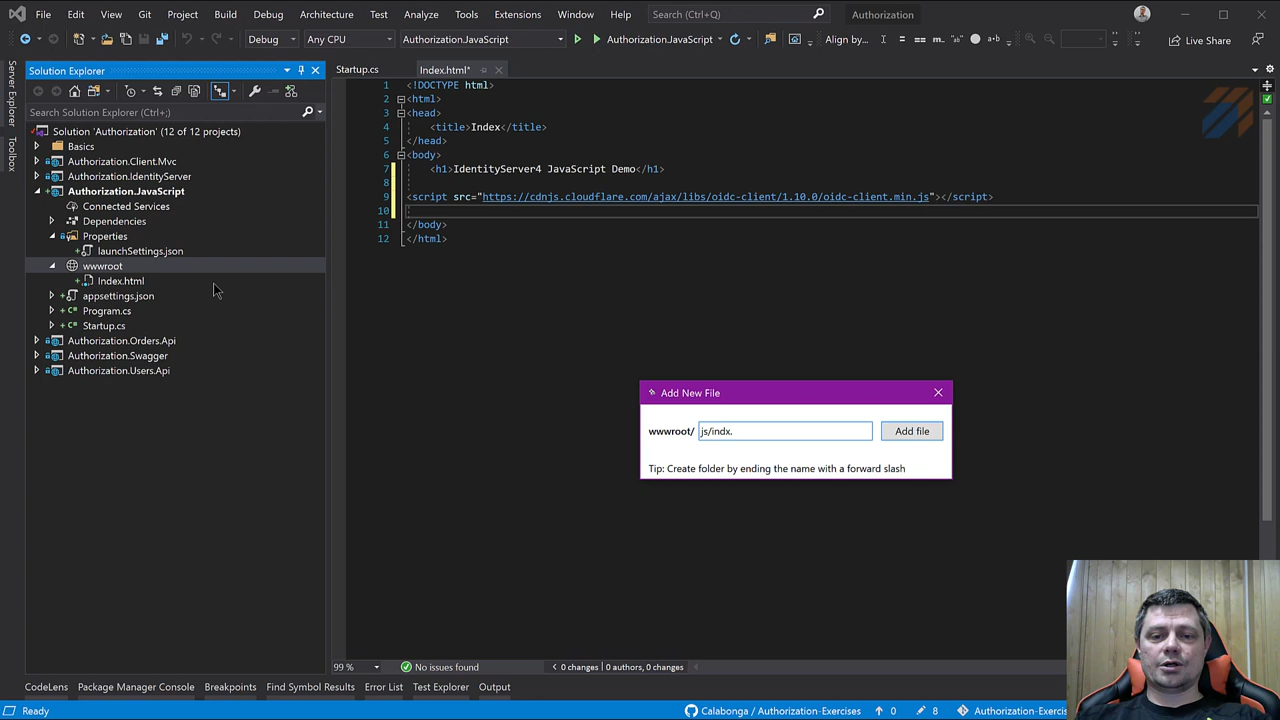 File Edit View Git Project Build Debug Architecture Test Analyze Tools Extensions Window Help Search (Ctrl+Q) Authorization
Debug Any CPU Authorization.JavaScript Authorization.JavaScript Align by... Live Share
Server Explorer
Toolbox
Solution Explorer
Search Solution Explorer (Ctrl+;)
Solution 'Authorization' (12 of 12 projects)
Basics
Authorization.Client.Mvc
Authorization.IdentityServer
Authorization.JavaScript
Connected Services
Dependencies
Properties
launchSettings.json
wwwroot
Index.html
appsettings.json
Program.cs
Startup.cs
Authorization.Orders.Api
Authorization.Swagger
Authorization.Users.Api
Startup.cs Index.html*
1 <!DOCTYPE html>
2 <html>
3 <head>
4 <title>Index</title>
5 </head>
6 <body>
7 <h1>IdentityServer4 JavaScript Demo</h1>
8
9 <script src="https://cdnjs.cloudflare.com/ajax/libs/oidc-client/1.10.0/oidc-client.min.js"></script>
10
11 </body>
12 </html>
Add New File
wwwroot/ js/indx. Add file
Tip: Create folder by ending the name with a forward slash
99 % No issues found 0 changes | 0 authors, 0 changes
CodeLens Package Manager Console Breakpoints Find Symbol Results Error List Test Explorer Output
Ready Calabonga / Authorization-Exercises 0 8 Authorization-Exercises